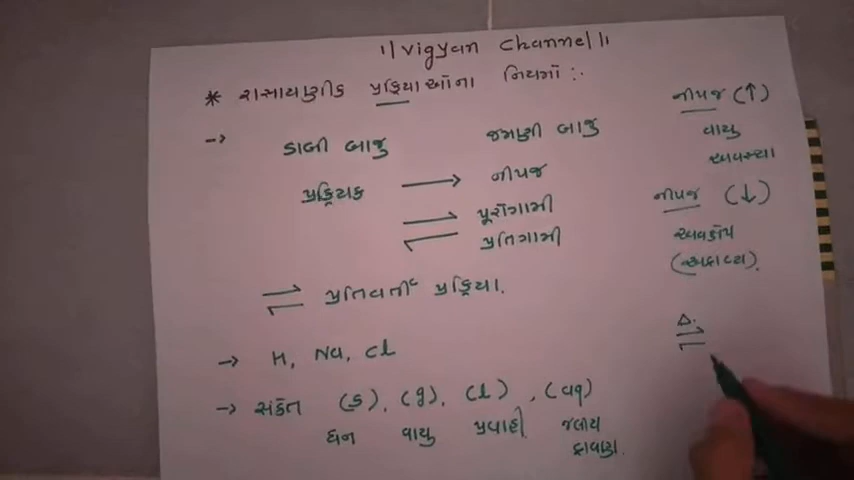 ||Vigyan Channel||
* રાસાયણીક પ્રક્રિયાઓના નિયમો :-
→ ડાબી બાજુ જમણી બાજુ
પ્રક્રિયક → નીપજ
⇌ પૂરોગામી
પ્રતિગામી
⇌ પ્રતિવર્તી પ્રક્રિયા.
→ H, Na, Cl
→ સંકેત (s), (g), (l), (aq)
ઘન વાયુ પ્રવાહી જલીય
દ્રાવણ.
નીપજ (↑)
વાયુ
અવસ્થા
નીપજ (↓)
અવક્ષેપ
(અદ્રાવ્ય).
Δ.
⇌